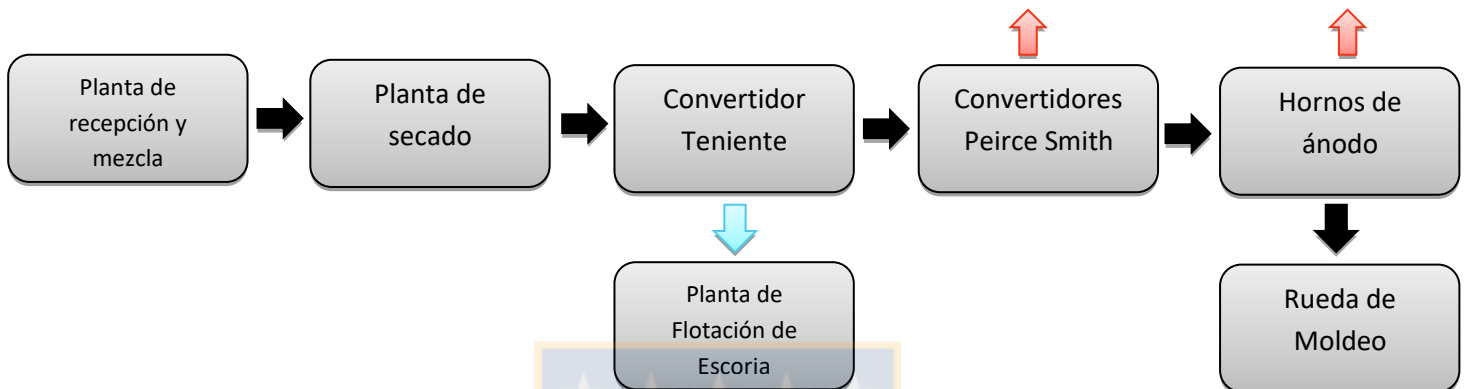 Planta de
recepción y
mezcla
Planta de
secado
Convertidor
Teniente
Convertidores
Peirce Smith
Hornos de
ánodo
Planta de
Flotación de
Escoria
Rueda de
Moldeo